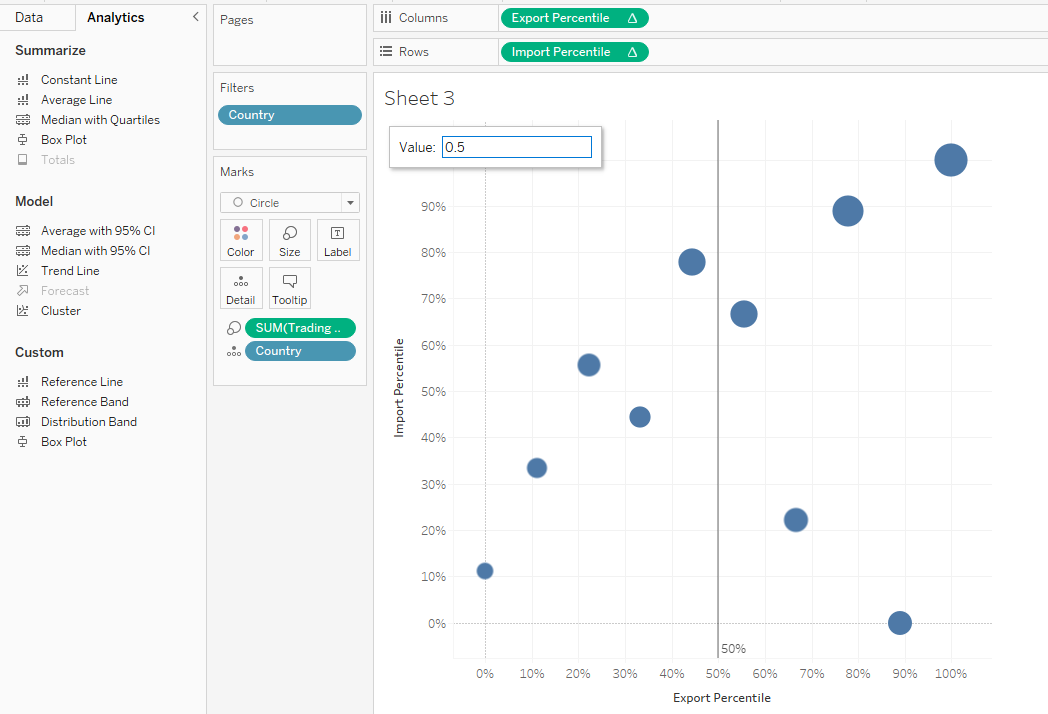 Data
Analytics
Summarize
Constant Line
Average Line
Median with Quartiles
Box Plot
Totals
Model
Average with 95% CI
Median with 95% CI
Trend Line
Forecast
Cluster
Custom
Reference Line
Reference Band
Distribution Band
Box Plot
Pages
Filters
Country
Marks
Circle
Color
Size
Label
Detail
Tooltip
SUM(Trading ..
Country
Columns
Export Percentile
Rows
Import Percentile
Sheet 3
Value: 0.5
Import Percentile
90%
80%
70%
60%
50%
40%
30%
20%
10%
0%
50%
0% 10% 20% 30% 40% 50% 60% 70% 80% 90% 100%
Export Percentile